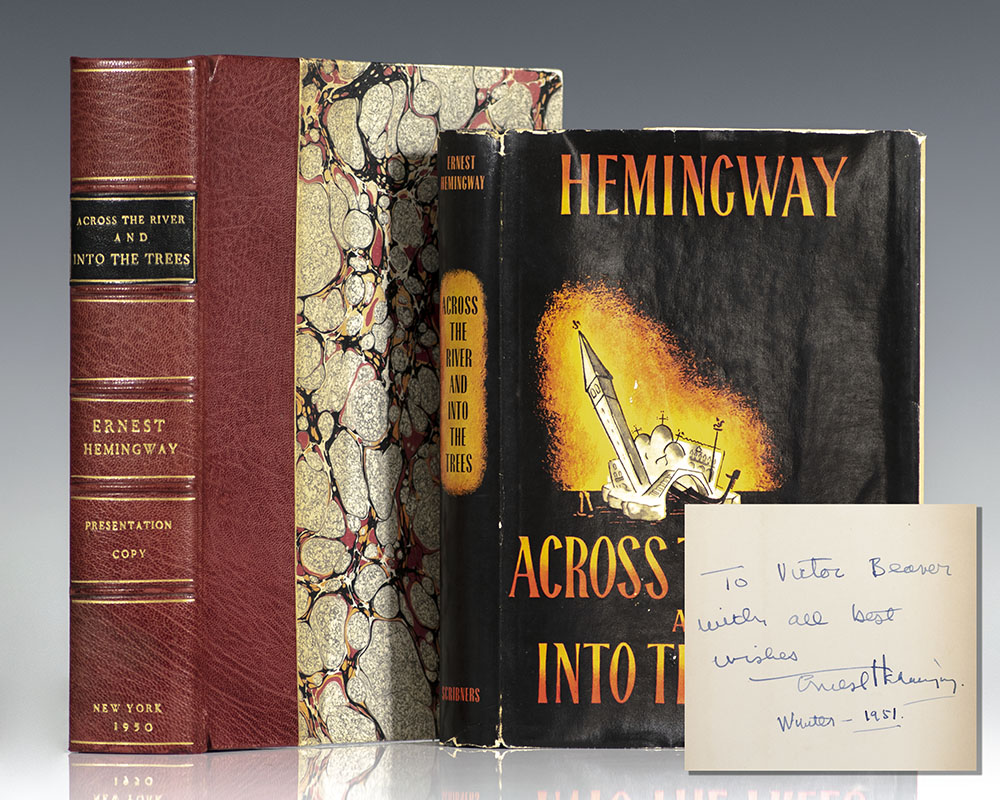 ACROSS THE RIVER
AND
INTO THE TREES
ERNEST
HEMINGWAY
PRESENTATION
COPY
NEW YORK
1950
ERNEST
HEMINGWAY
ACROSS
THE
RIVER
AND
INTO
THE
TREES
SCRIBNERS
HEMINGWAY
ACROSS T
A
INTO T
To Victor Beaver
with all best
wishes
Ernest Hemingway.
Winter - 1951.